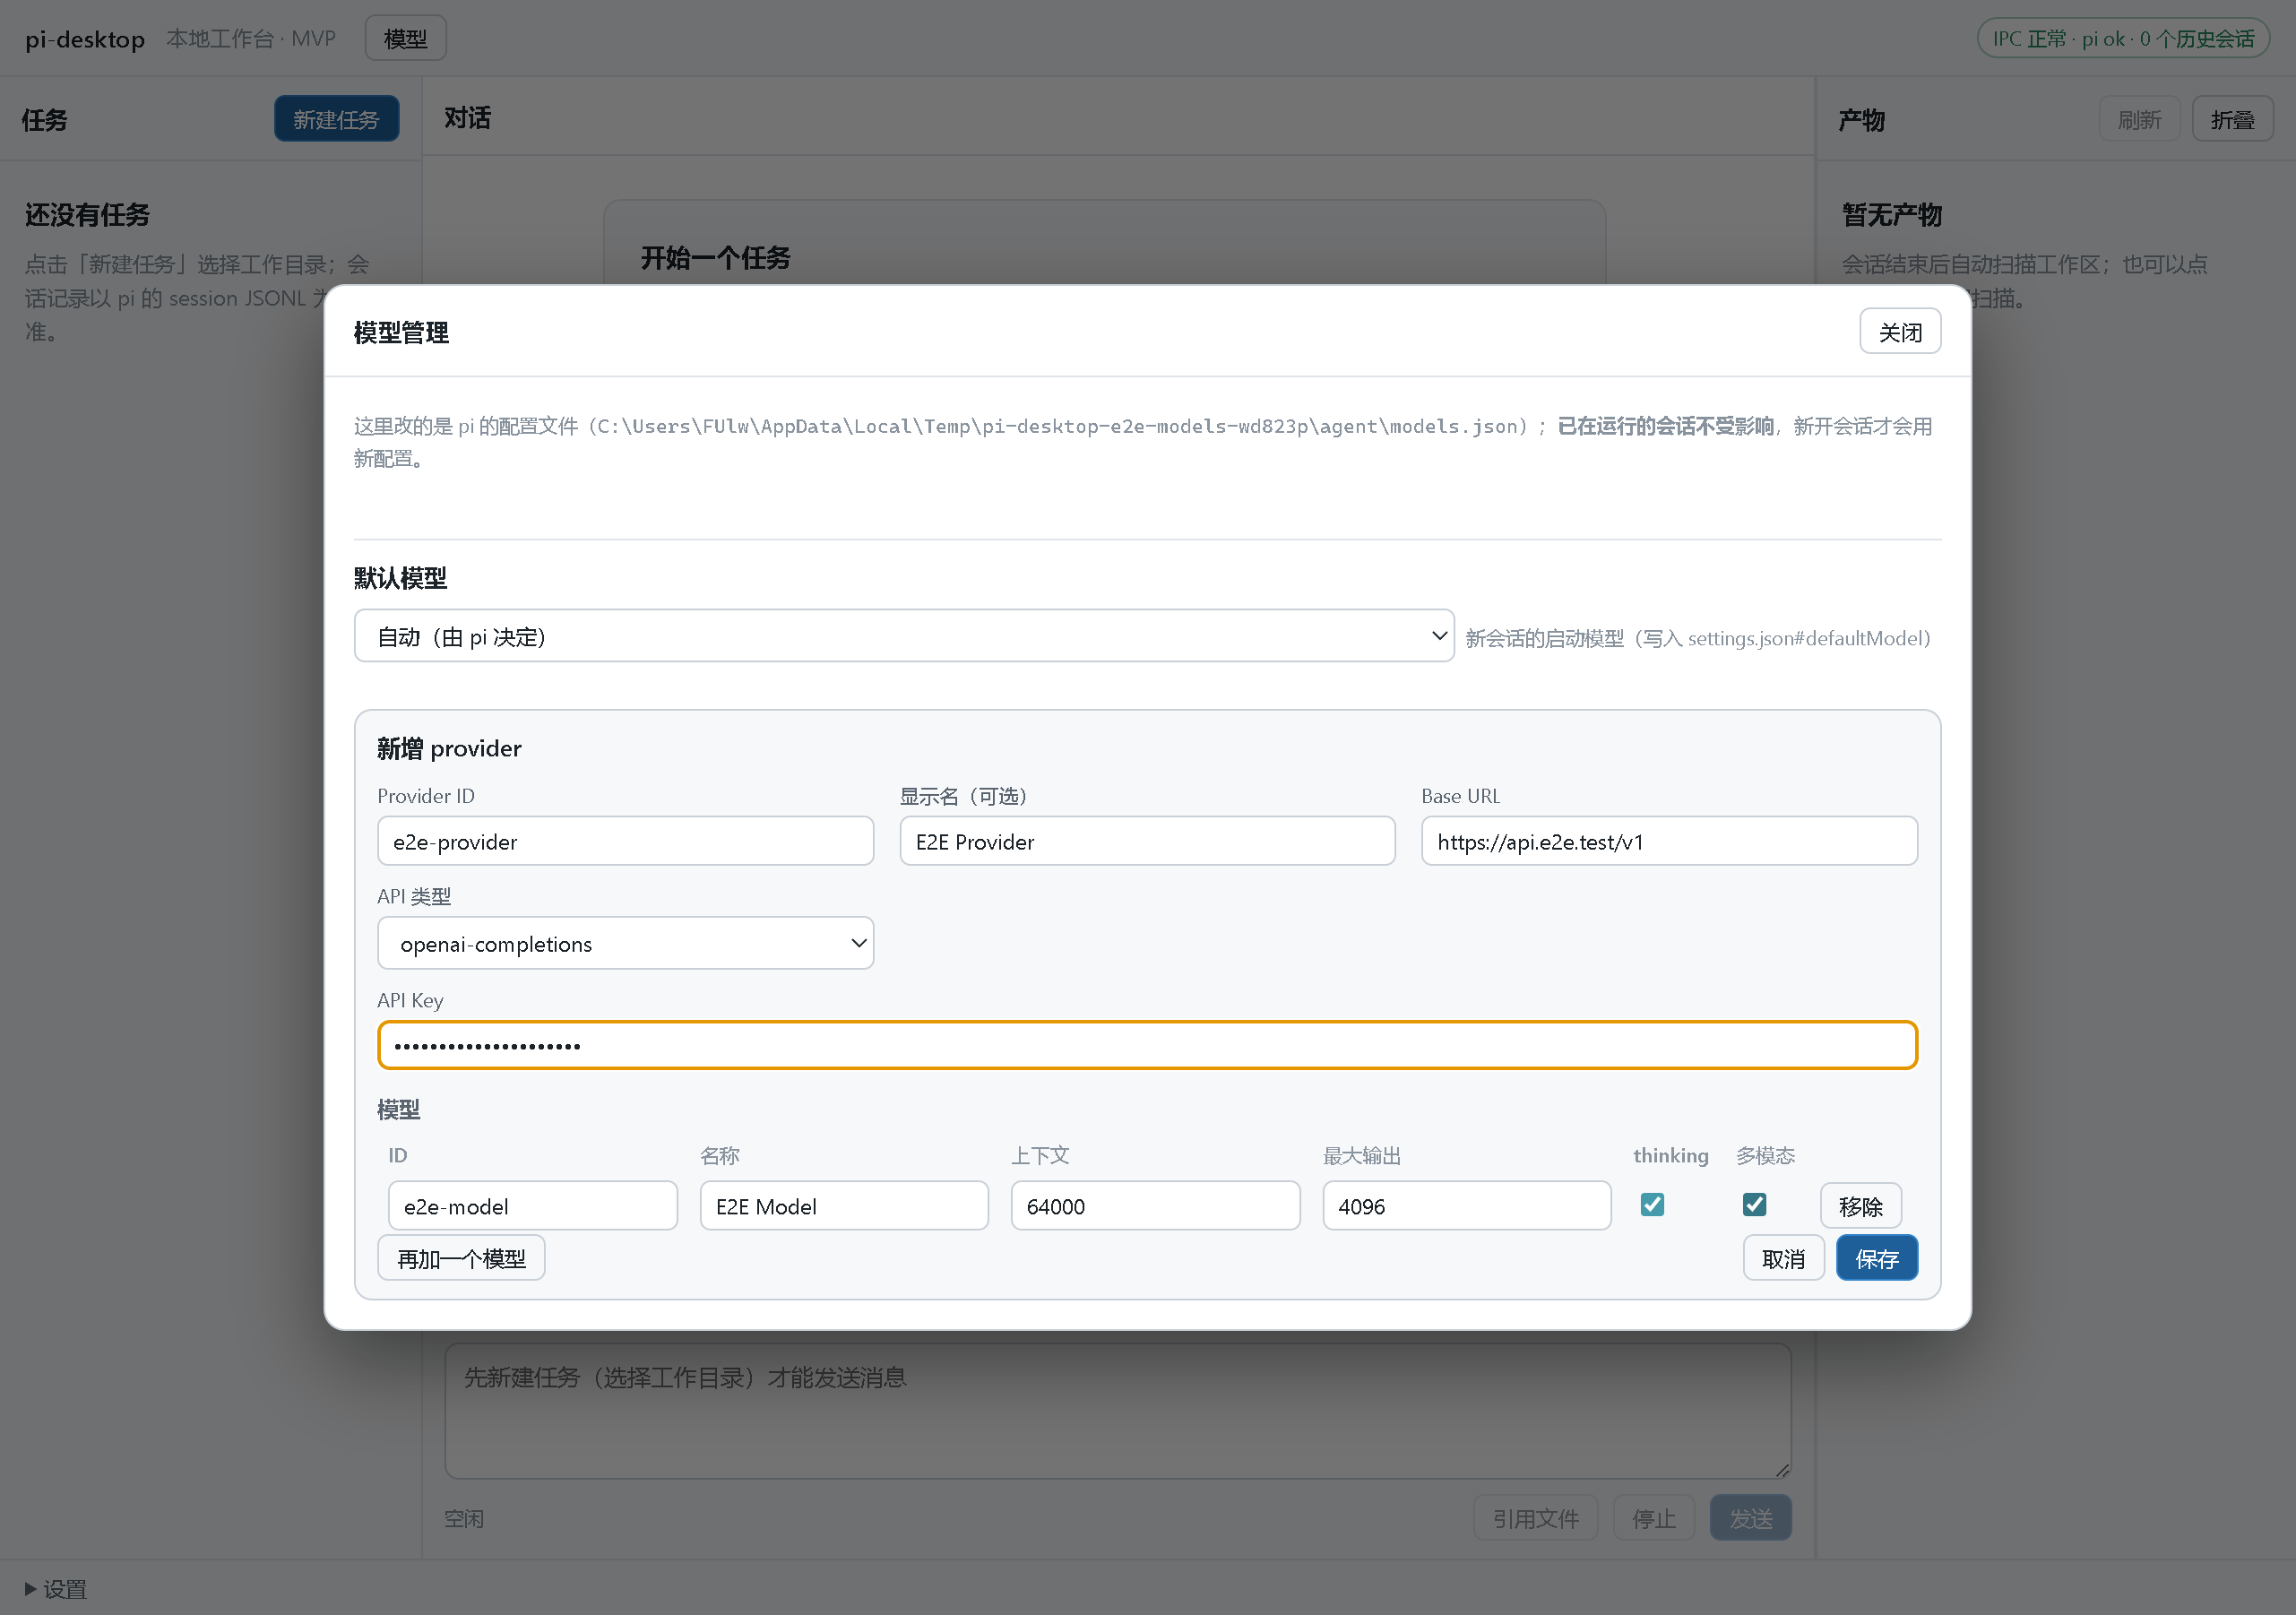 pi-desktop 本地工作台 · MVP 模型 IPC 正常 · pi ok · 0 个历史会话
任务 新建任务
还没有任务
点击「新建任务」选择工作目录；会
话记录以 pi 的 session JSONL 为
准。
对话
开始一个任务
产物 刷新 折叠
暂无产物
会话结束后自动扫描工作区；也可以点
扫描。
模型管理 关闭
这里改的是 pi 的配置文件（C:\Users\FUlw\AppData\Local\Temp\pi-desktop-e2e-models-wd823p\agent\models.json）；已在运行的会话不受影响，新开会话才会用
新配置。
默认模型
自动（由 pi 决定） 新会话的启动模型（写入 settings.json#defaultModel）
新增 provider
Provider ID 显示名（可选） Base URL
e2e-provider E2E Provider https://api.e2e.test/v1
API 类型
openai-completions
API Key
•••••••••••••••••••••
模型
ID 名称 上下文 最大输出 thinking 多模态
e2e-model E2E Model 64000 4096 移除
再加一个模型 取消 保存
先新建任务（选择工作目录）才能发送消息
空闲 引用文件 停止 发送
设置